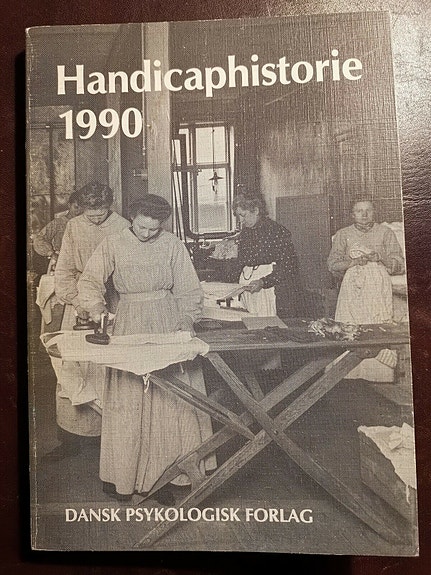 Handicaphistorie
1990
DANSK PSYKOLOGISK FORLAG